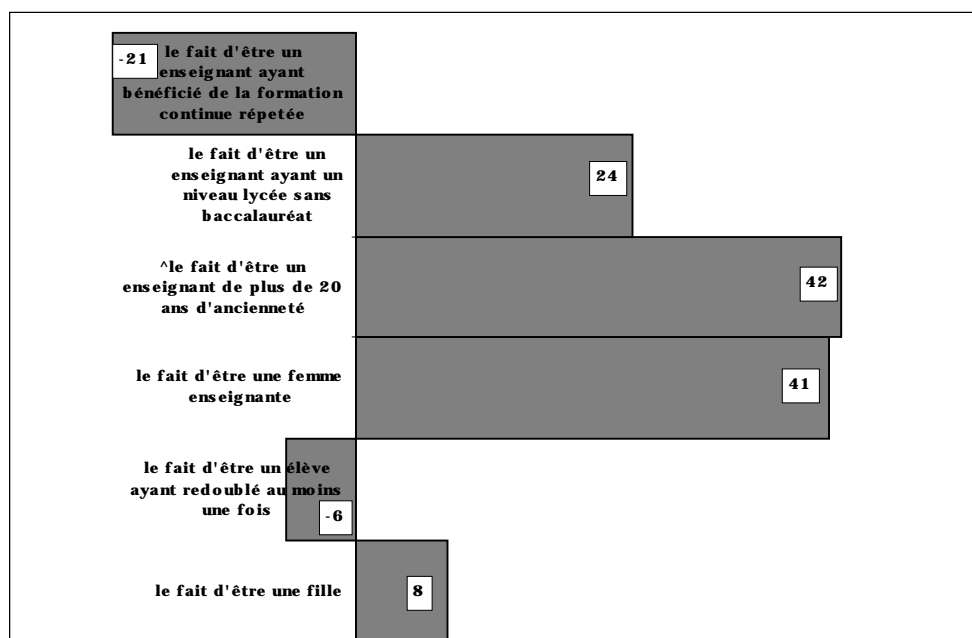 -21
le fait d'être un
enseignant ayant
bénéficié de la formation
continue répetée
le fait d'être un
enseignant ayant un
niveau lycée sans
baccalauréat
24
^le fait d'être un
enseignant de plus de 20
ans d'ancienneté
42
le fait d'être une femme
enseignante
41
le fait d'être un élève
ayant redoublé au moins
une fois
-6
le fait d'être une fille
8